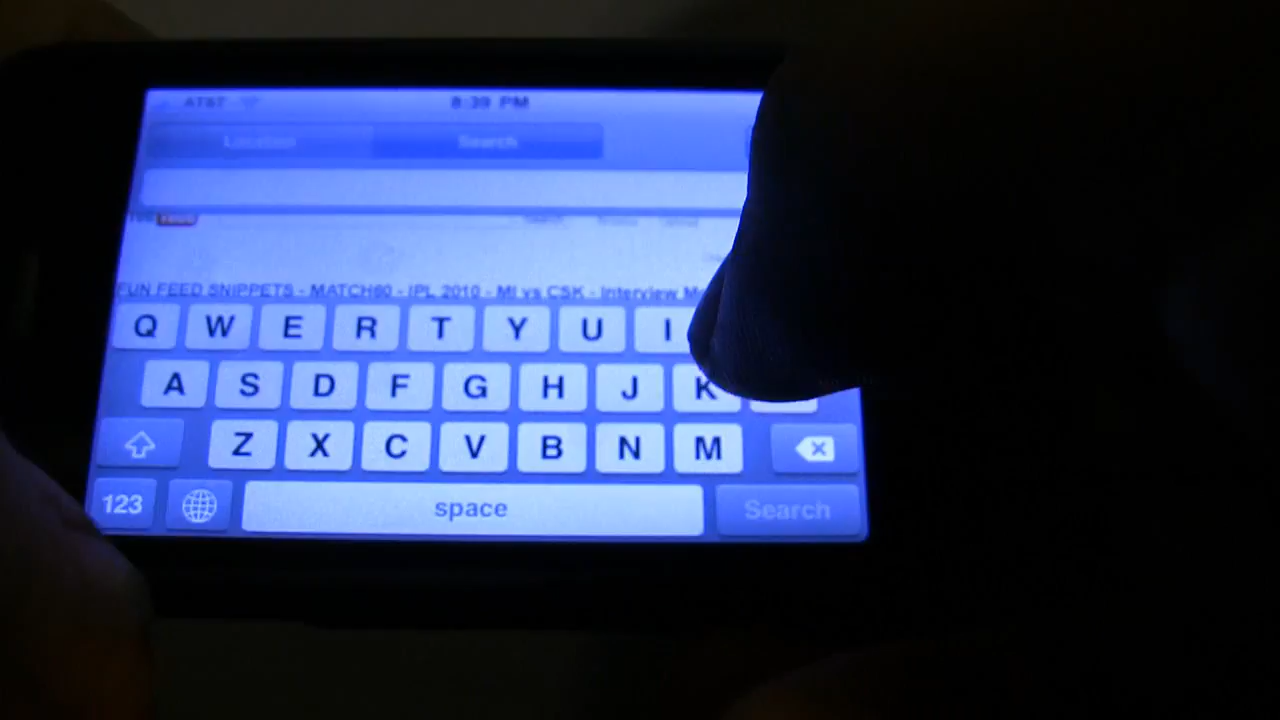 AT&T 8:39 PM
Location Search
FUN FEED SNIPPETS - MATCH60 - IPL 2010 - MI vs CSK - Interview
Q W E R T Y U I
A S D F G H J K
Z X C V B N M
123 space Search